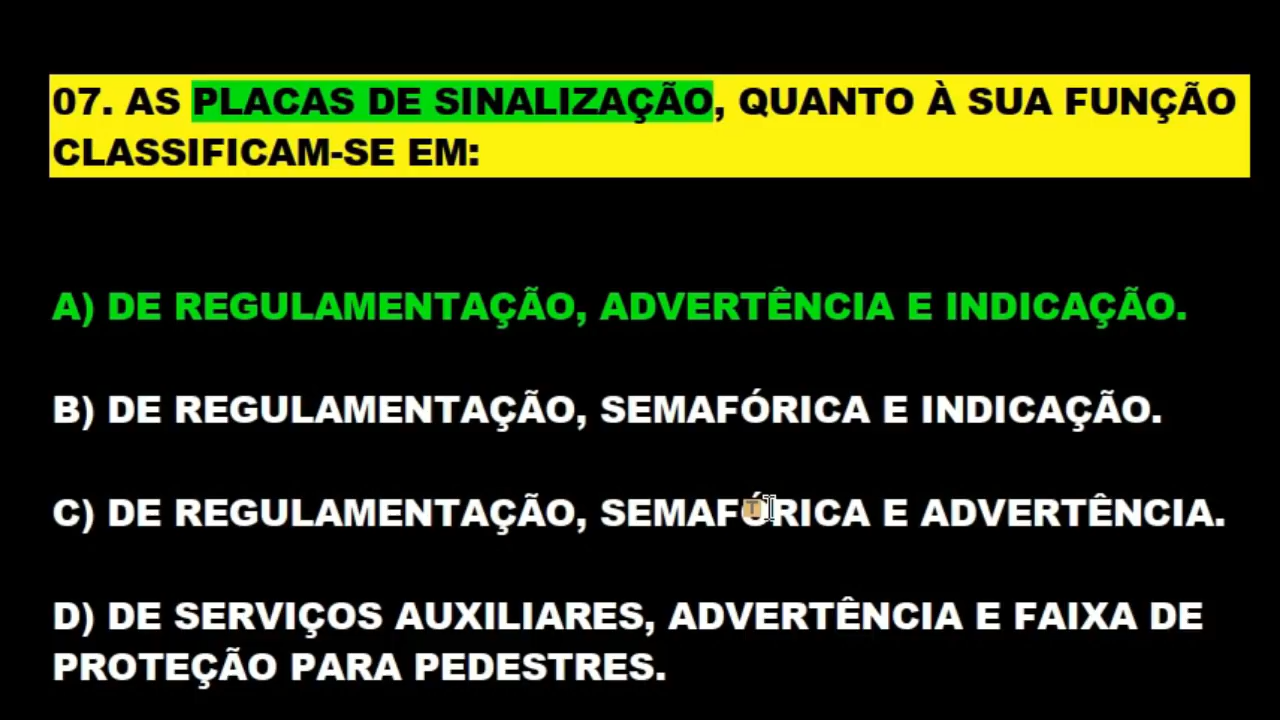 07. AS PLACAS DE SINALIZAÇÃO, QUANTO À SUA FUNÇÃO
CLASSIFICAM-SE EM:
A) DE REGULAMENTAÇÃO, ADVERTÊNCIA E INDICAÇÃO.
B) DE REGULAMENTAÇÃO, SEMAFÓRICA E INDICAÇÃO.
C) DE REGULAMENTAÇÃO, SEMAFÓRICA E ADVERTÊNCIA.
D) DE SERVIÇOS AUXILIARES, ADVERTÊNCIA E FAIXA DE
PROTEÇÃO PARA PEDESTRES.